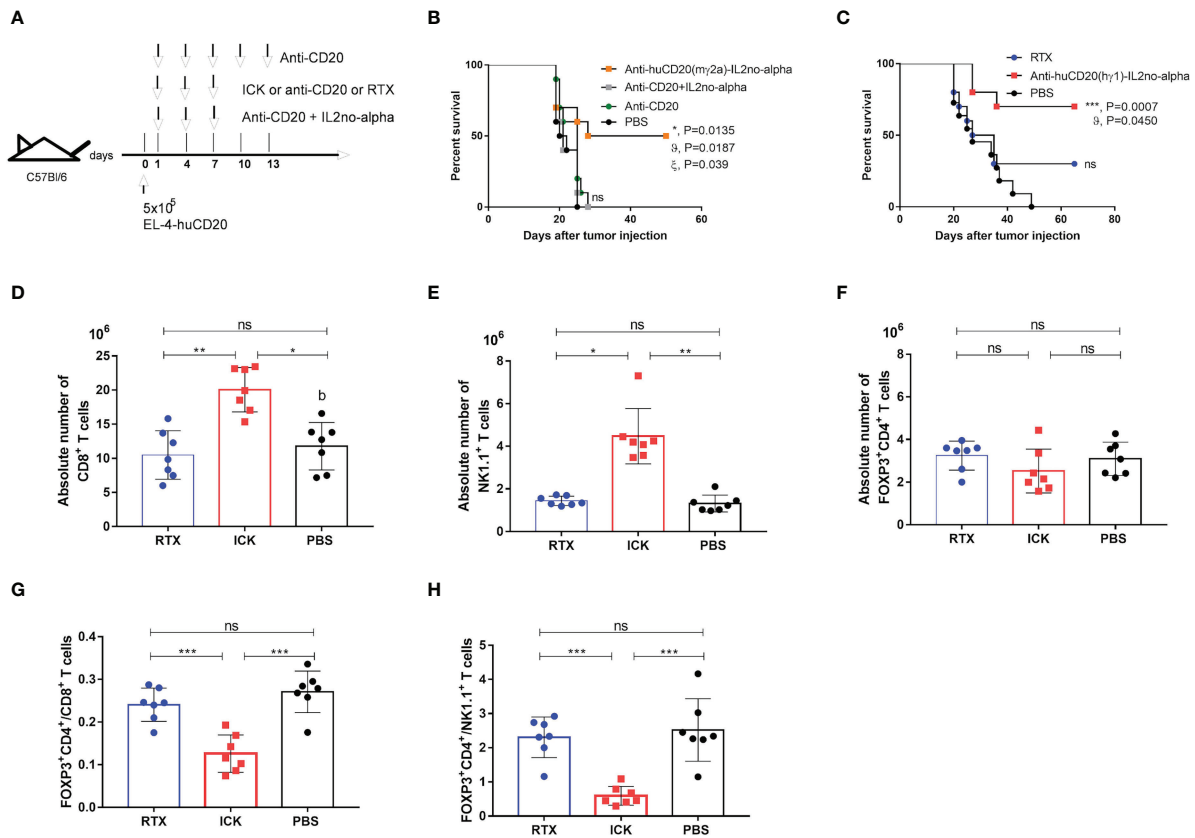 A
Anti-CD20
ICK or anti-CD20 or RTX
Anti-CD20 + IL2no-alpha
days
0 1 4 7 10 13
C57Bl/6
5x10⁵
EL-4-huCD20
B
Percent survival
100
50
0
0 20 40 60
Days after tumor injection
Anti-huCD20(mγ2a)-IL2no-alpha
Anti-CD20+IL2no-alpha
Anti-CD20
PBS
*, P=0.0135
ϑ, P=0.0187
ξ, P=0.039
ns
C
Percent survival
100
50
0
0 20 40 60 80
Days after tumor injection
RTX
Anti-huCD20(hγ1)-IL2no-alpha
PBS
***, P=0.0007
ϑ, P=0.0450
ns
D
10⁶
Absolute number of
CD8⁺ T cells
25
20
15
10
5
0
ns
** *
b
RTX ICK PBS
E
10⁶
Absolute number of
NK1.1⁺ T cells
8
6
4
2
0
ns
* **
RTX ICK PBS
F
10⁶
Absolute number of
FOXP3⁺CD4⁺ T cells
8
6
4
2
0
ns
ns ns
RTX ICK PBS
G
FOXP3⁺CD4⁺/CD8⁺ T cells
0.4
0.3
0.2
0.1
0.0
ns
*** ***
RTX ICK PBS
H
FOXP3⁺CD4⁺/NK1.1⁺ T cells
5
4
3
2
1
0
ns
*** ***
RTX ICK PBS